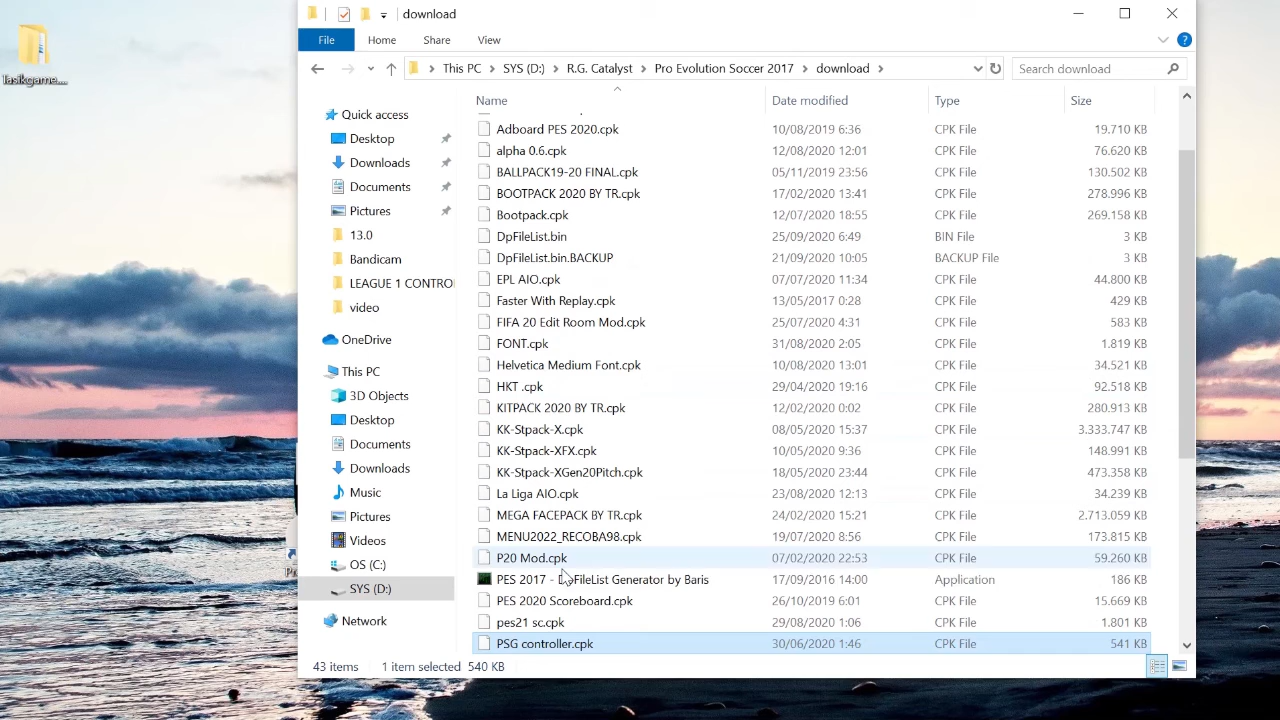 download
File Home Share View
This PC SYS (D:) R.G. Catalyst Pro Evolution Soccer 2017 download Search download
Name Date modified Type Size
Tasikgame....
Quick access
Desktop
Downloads
Documents
Pictures
13.0
Bandicam
LEAGUE 1 CONTRO
video
OneDrive
This PC
3D Objects
Desktop
Documents
Downloads
Music
Pictures
Videos
OS (C:)
SYS (D:)
Network
Adboard PES 2020.cpk 10/08/2019 6:36 CPK File 19.710 KB
alpha 0.6.cpk 12/08/2020 12:01 CPK File 76.620 KB
BALLPACK19-20 FINAL.cpk 05/11/2019 23:56 CPK File 130.502 KB
BOOTPACK 2020 BY TR.cpk 17/02/2020 13:41 CPK File 278.996 KB
Bootpack.cpk 12/07/2020 18:55 CPK File 269.158 KB
DpFileList.bin 25/09/2020 6:49 BIN File 3 KB
DpFileList.bin.BACKUP 21/09/2020 10:05 BACKUP File 3 KB
EPL AIO.cpk 07/07/2020 11:34 CPK File 44.800 KB
Faster With Replay.cpk 13/05/2017 0:28 CPK File 429 KB
FIFA 20 Edit Room Mod.cpk 25/07/2020 4:31 CPK File 583 KB
FONT.cpk 31/08/2020 2:05 CPK File 1.819 KB
Helvetica Medium Font.cpk 10/08/2020 13:01 CPK File 34.521 KB
HKT .cpk 29/04/2020 19:16 CPK File 92.518 KB
KITPACK 2020 BY TR.cpk 12/02/2020 0:02 CPK File 280.913 KB
KK-Stpack-X.cpk 08/05/2020 15:37 CPK File 3.333.747 KB
KK-Stpack-XFX.cpk 10/05/2020 9:36 CPK File 148.991 KB
KK-Stpack-XGen20Pitch.cpk 18/05/2020 23:44 CPK File 473.358 KB
La Liga AIO.cpk 23/08/2020 12:13 CPK File 34.239 KB
MEGA FACEPACK BY TR.cpk 24/02/2020 15:21 CPK File 2.713.059 KB
MENU2022_RECOBA98.cpk 19/07/2020 8:56 CPK File 173.815 KB
P20 Mod.cpk 07/02/2020 22:53 CPK File 59.260 KB
PES 2017 - DpFileList Generator by Baris 17/09/2016 14:00 Application 186 KB
PES 2020 Scoreboard.cpk 26/10/2019 6:01 CPK File 15.669 KB
pes21 sc.cpk 29/08/2020 1:06 CPK File 1.801 KB
PSG controller.cpk 30/06/2020 1:46 CPK File 541 KB
43 items 1 item selected 540 KB